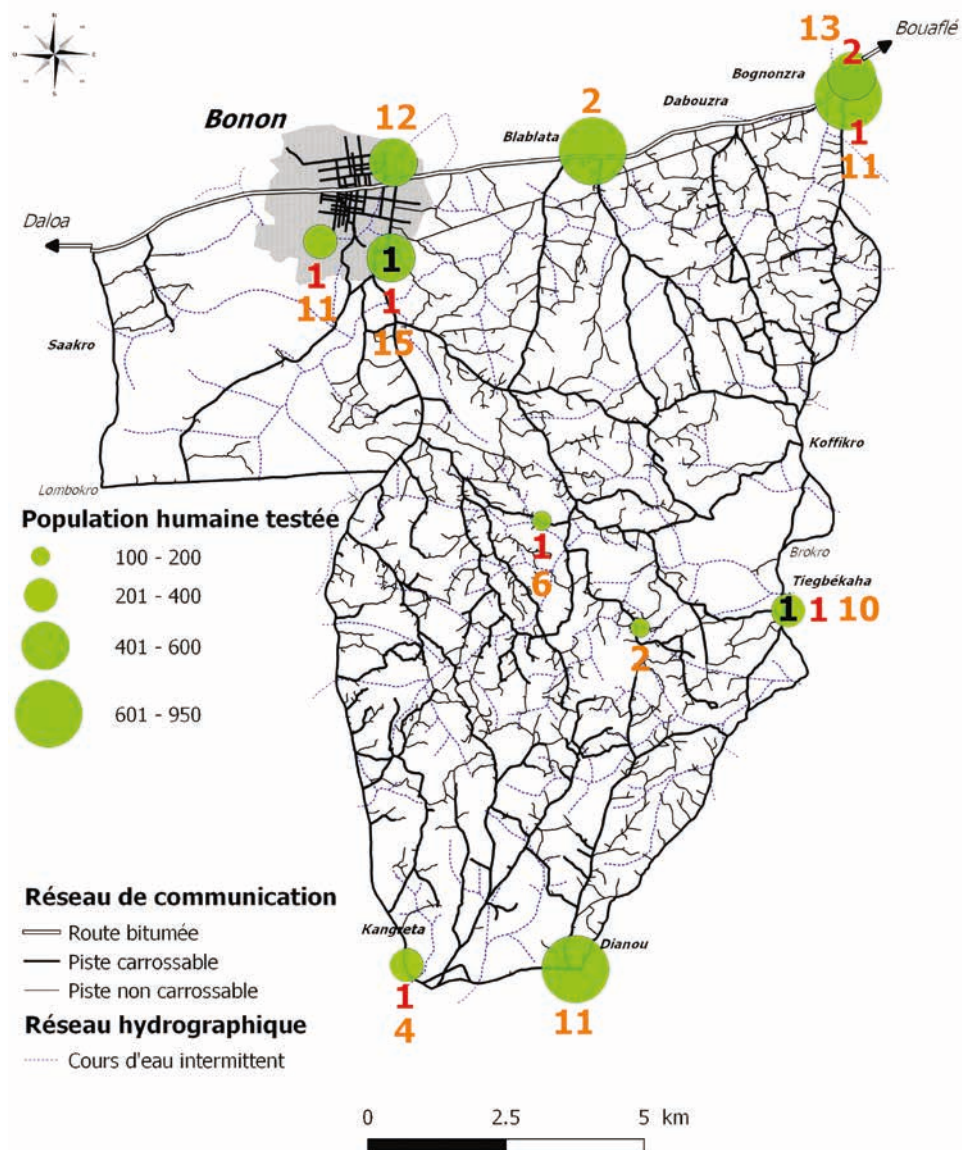 13
2
Bouaflé
Bognonzra
2
Dabouzra
12
Bonon
Blablata
1
11
Daloa
1
1
1
11
15
Saakro
Koffikro
Lombokro
Population humaine testée
100 - 200
201 - 400
401 - 600
601 - 950
1
6
Brokro
Tiegbékaha
1 1 10
2
Réseau de communication
Route bitumée
Piste carrossable
Piste non carrossable
Réseau hydrographique
Cours d'eau intermittent
Kangreta
1
4
Dianou
11
0 2.5 5 km